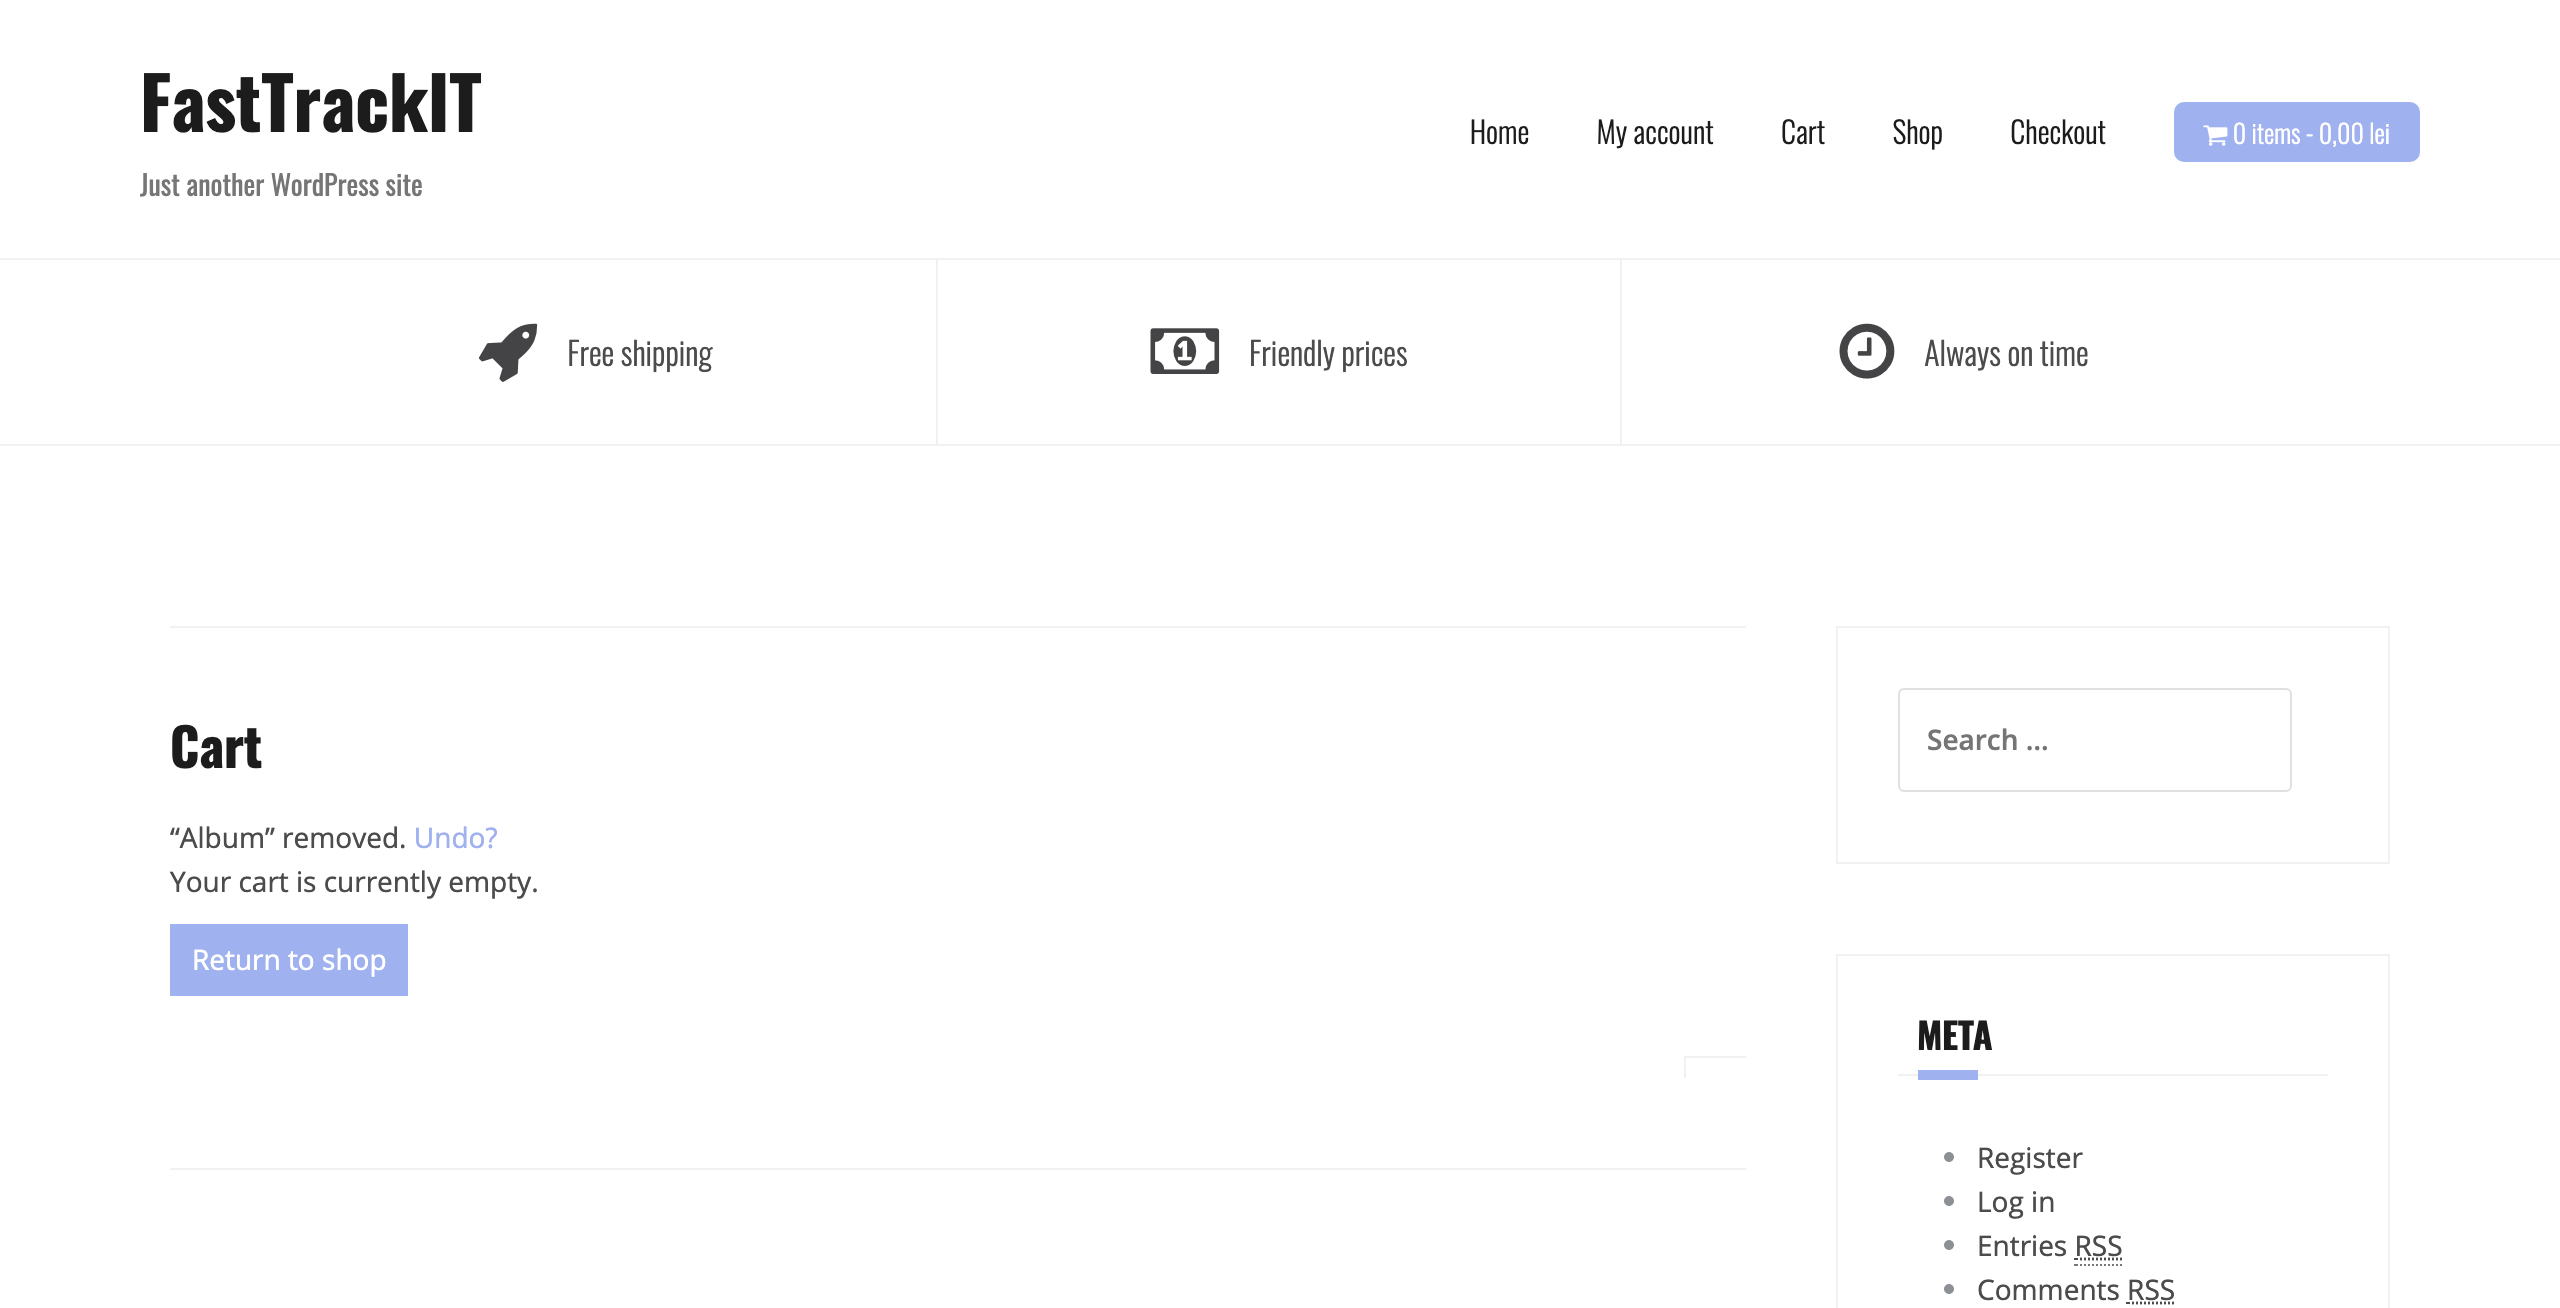 FastTrackIT
Just another WordPress site
Home My account Cart Shop Checkout 0 items - 0,00 lei
Free shipping
Friendly prices
Always on time
Cart
“Album” removed. Undo?
Your cart is currently empty.
Return to shop
Search ...
META
Register
Log in
Entries RSS
Comments RSS